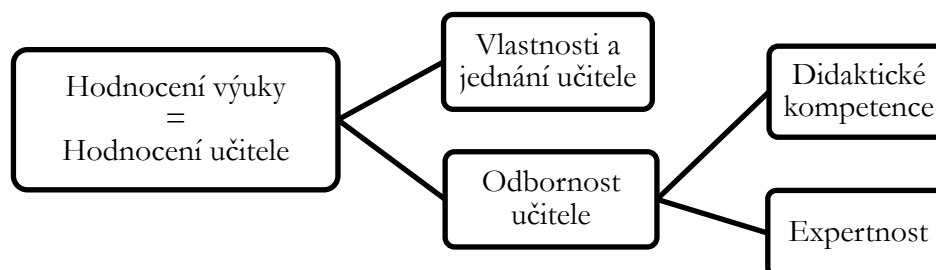 Hodnocení výuky
=
Hodnocení učitele
Vlastnosti a
jednání učitele
Odbornost
učitele
Didaktické
kompetence
Expertnost